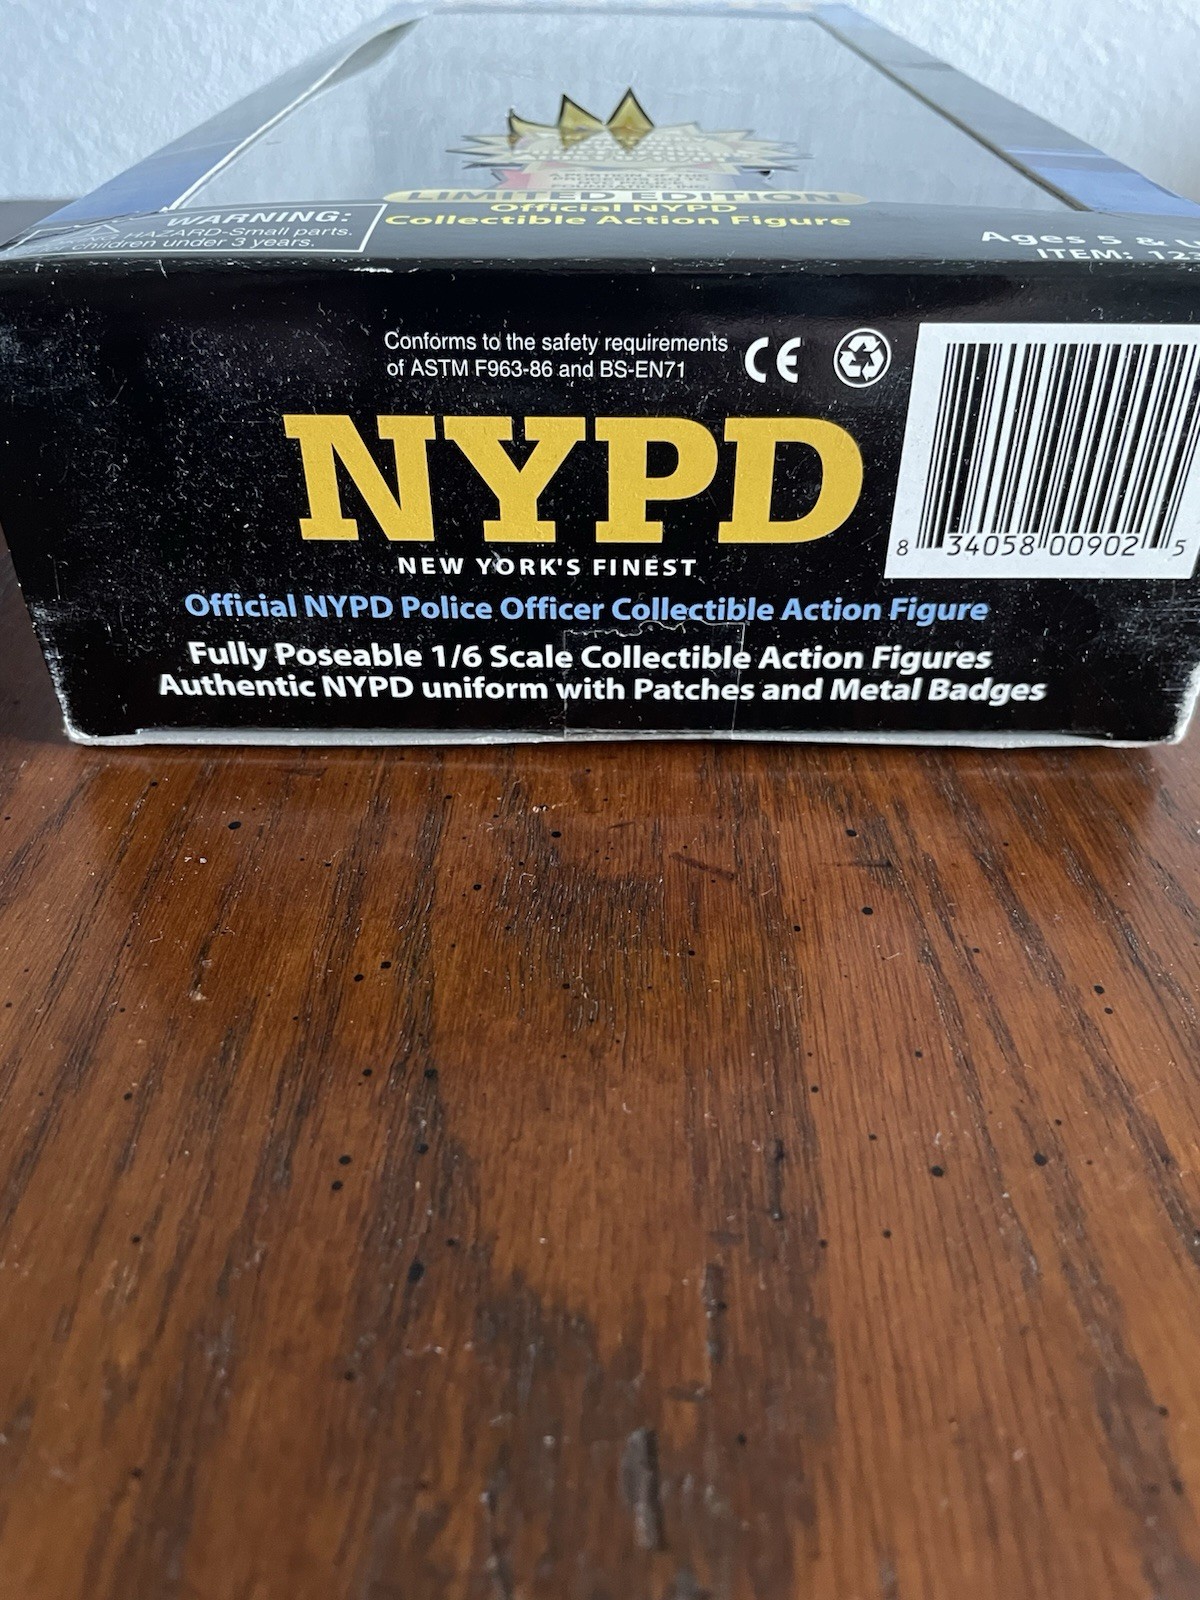 LIMITED EDITION
Official NYPD
Collectible Action Figure
WARNING:
HAZARD-Small parts.
children under 3 years.
Ages 5 &
ITEM:
Conforms to the safety requirements
of ASTM F963-86 and BS-EN71
CE
NYPD
NEW YORK'S FINEST
8 34058 00902 5
Official NYPD Police Officer Collectible Action Figure
Fully Poseable 1/6 Scale Collectible Action Figures
Authentic NYPD uniform with Patches and Metal Badges